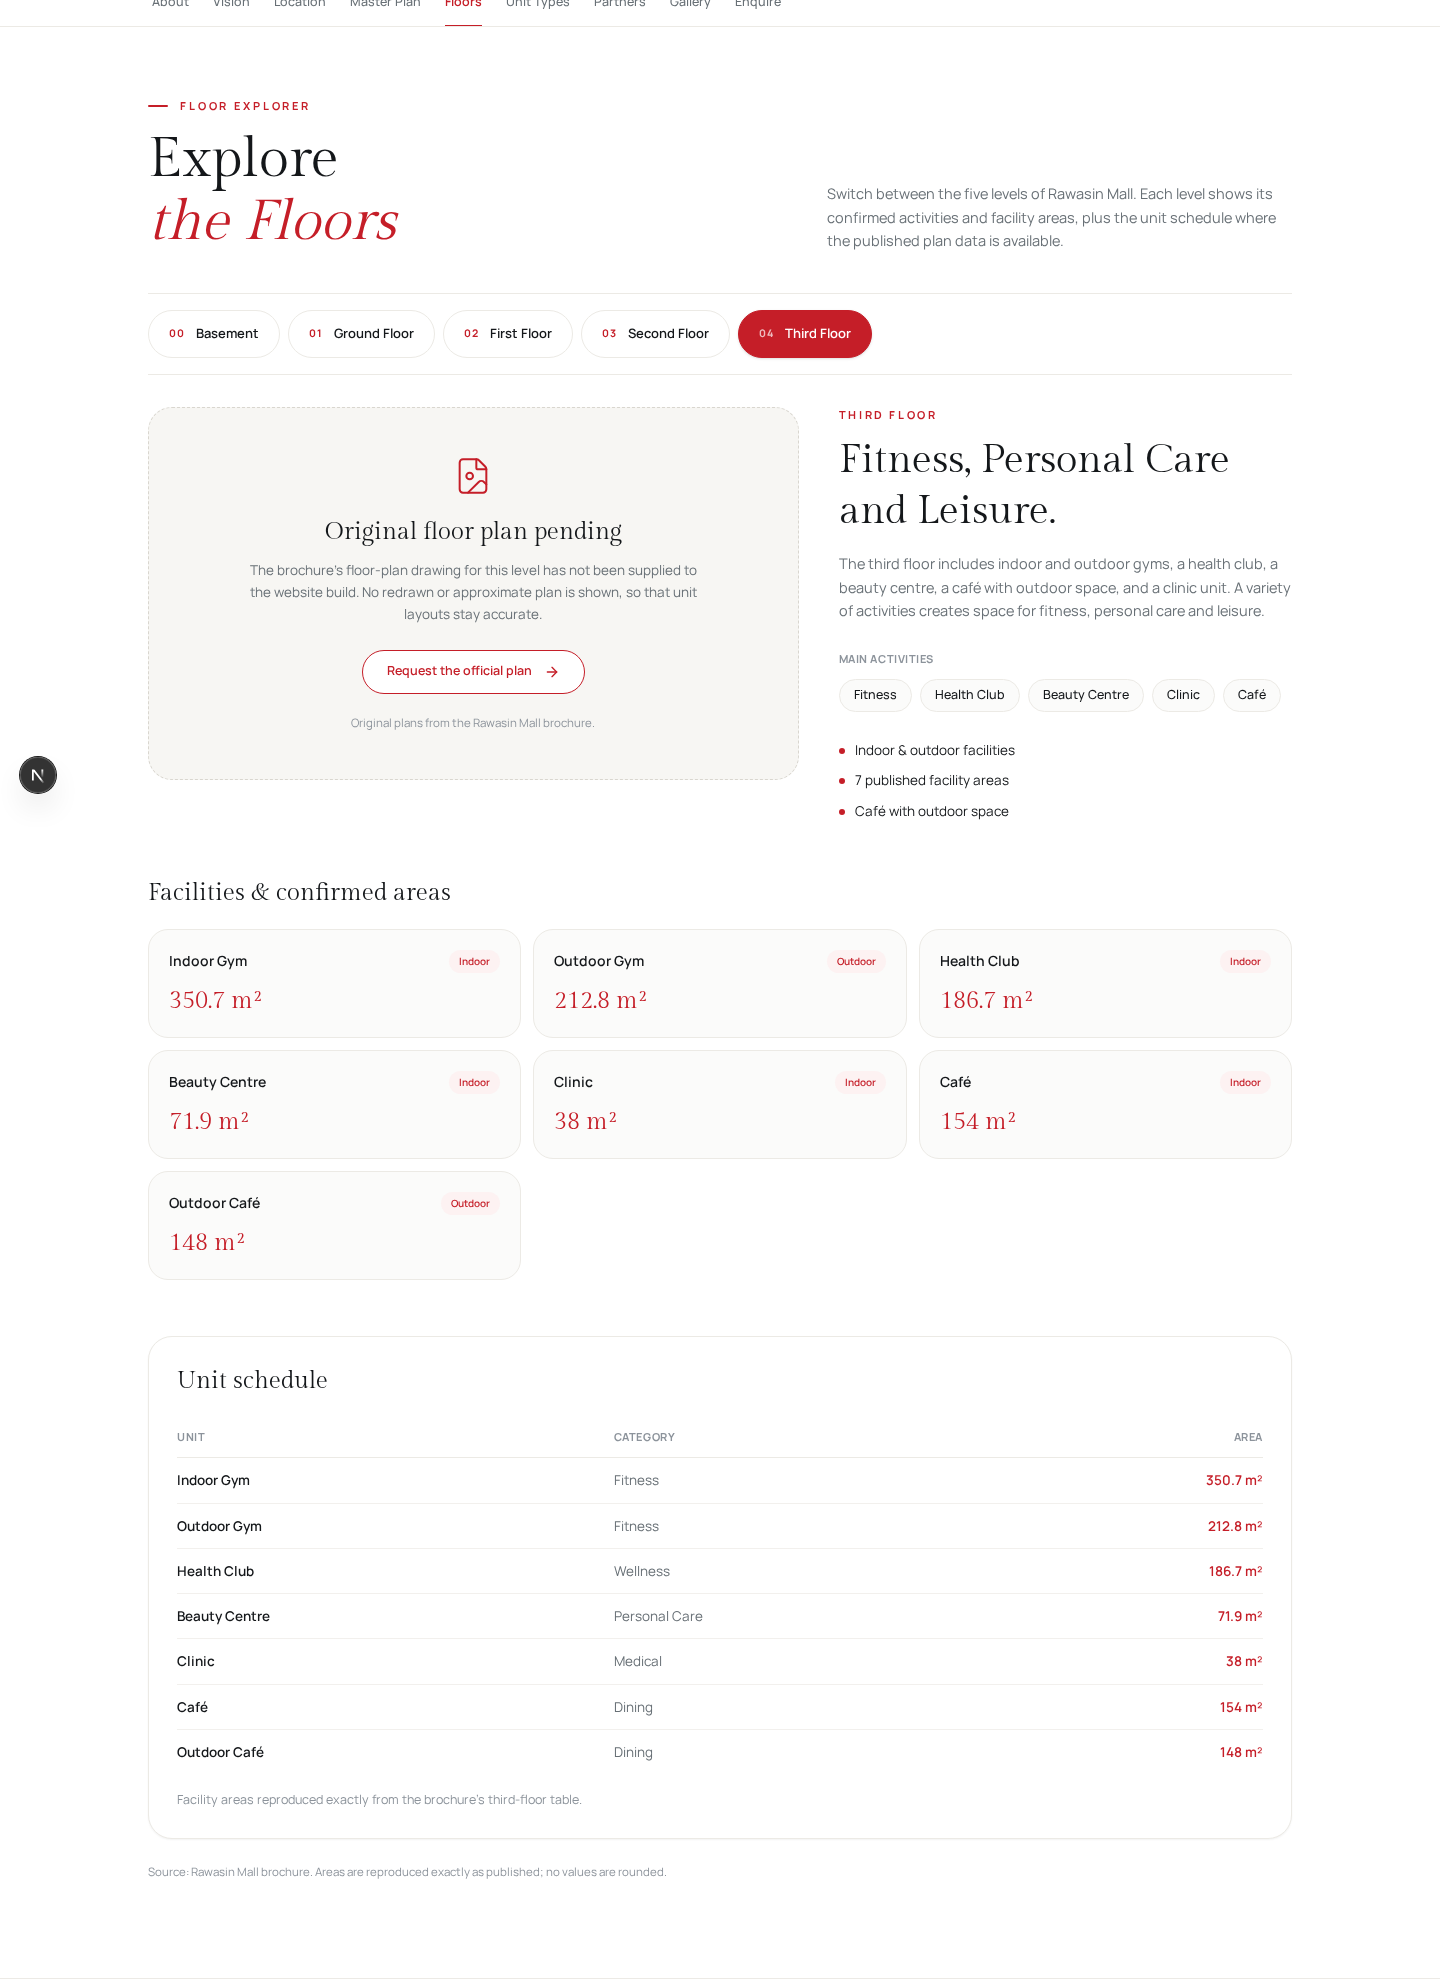 About Vision Location Master Plan Floors Unit Types Partners Gallery Enquire
FLOOR EXPLORER
Explore
the Floors
Switch between the five levels of Rawasin Mall. Each level shows its
confirmed activities and facility areas, plus the unit schedule where
the published plan data is available.
00 Basement 01 Ground Floor 02 First Floor 03 Second Floor 04 Third Floor
Original floor plan pending
The brochure's floor-plan drawing for this level has not been supplied to
the website build. No redrawn or approximate plan is shown, so that unit
layouts stay accurate.
Request the official plan
Original plans from the Rawasin Mall brochure.
THIRD FLOOR
Fitness, Personal Care
and Leisure.
The third floor includes indoor and outdoor gyms, a health club, a
beauty centre, a café with outdoor space, and a clinic unit. A variety
of activities creates space for fitness, personal care and leisure.
MAIN ACTIVITIES
Fitness Health Club Beauty Centre Clinic Café
Indoor & outdoor facilities
7 published facility areas
Café with outdoor space
N
Facilities & confirmed areas
Indoor Gym Indoor
350.7 m²
Outdoor Gym Outdoor
212.8 m²
Health Club Indoor
186.7 m²
Beauty Centre Indoor
71.9 m²
Clinic Indoor
38 m²
Café Indoor
154 m²
Outdoor Café Outdoor
148 m²
Unit schedule
UNIT CATEGORY AREA
Indoor Gym Fitness 350.7 m²
Outdoor Gym Fitness 212.8 m²
Health Club Wellness 186.7 m²
Beauty Centre Personal Care 71.9 m²
Clinic Medical 38 m²
Café Dining 154 m²
Outdoor Café Dining 148 m²
Facility areas reproduced exactly from the brochure's third-floor table.
Source: Rawasin Mall brochure. Areas are reproduced exactly as published; no values are rounded.